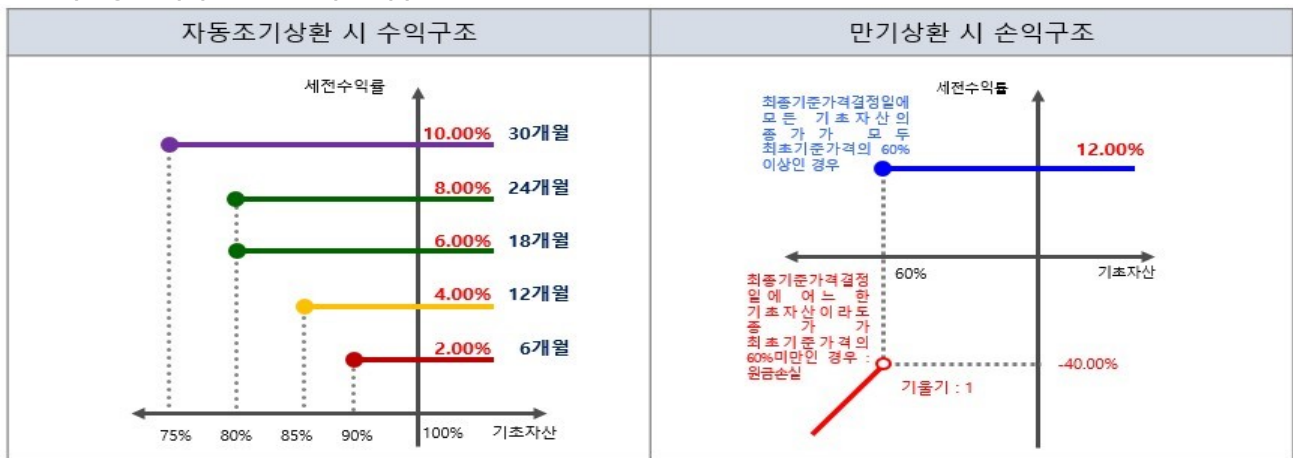 자동조기상환 시 수익구조
만기상환 시 손익구조
세전수익률
10.00% 30개월
8.00% 24개월
6.00% 18개월
4.00% 12개월
2.00% 6개월
75% 80% 85% 90% 100% 기초자산
세전수익률
최종기준가격결정일에
모든 기초자산의
종가가 모두
최초기준가격의 60%
이상인 경우
12.00%
60%
기초자산
최종기준가격결정
일에 어느 한
기초자산이라도
종가가
최초기준가격의
60%미만인 경우 :
원금손실
-40.00%
기울기 : 1